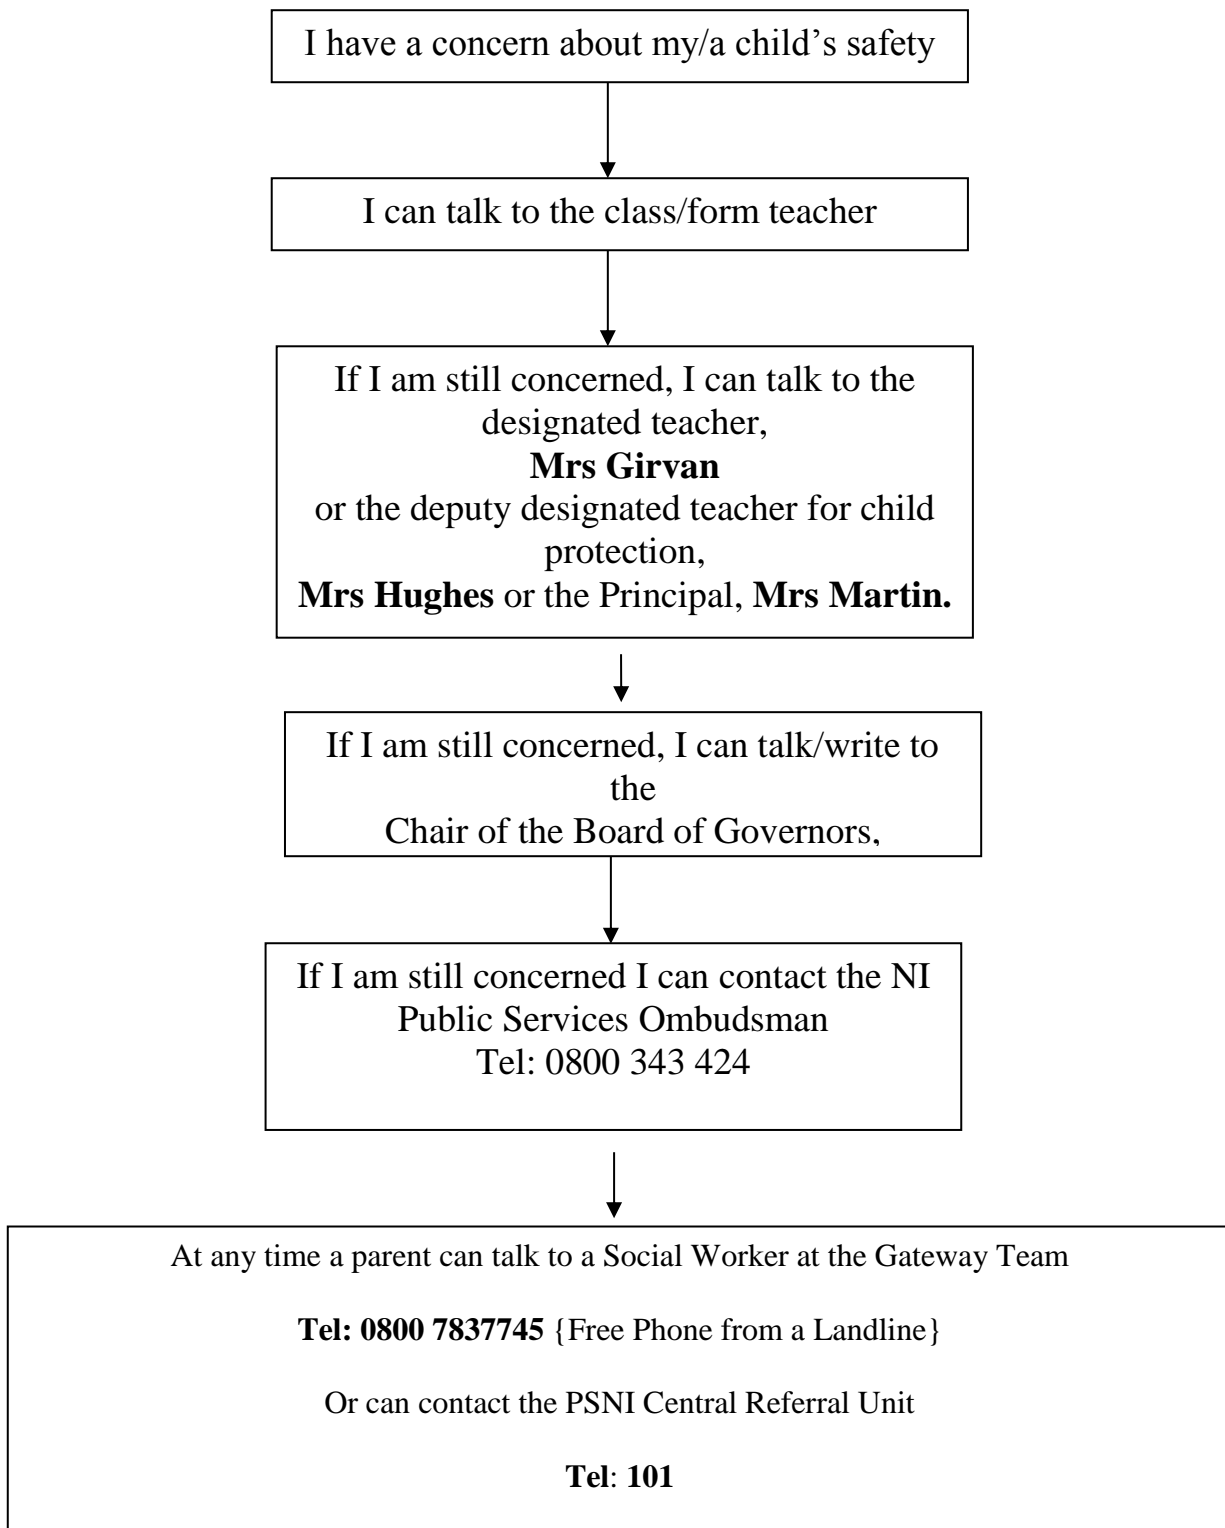 I have a concern about my/a child’s safety
I can talk to the class/form teacher
If I am still concerned, I can talk to the
designated teacher,
Mrs Girvan
or the deputy designated teacher for child
protection,
Mrs Hughes or the Principal, Mrs Martin.
If I am still concerned, I can talk/write to
the
Chair of the Board of Governors,
If I am still concerned I can contact the NI
Public Services Ombudsman
Tel: 0800 343 424
At any time a parent can talk to a Social Worker at the Gateway Team
Tel: 0800 7837745 {Free Phone from a Landline}
Or can contact the PSNI Central Referral Unit
Tel: 101